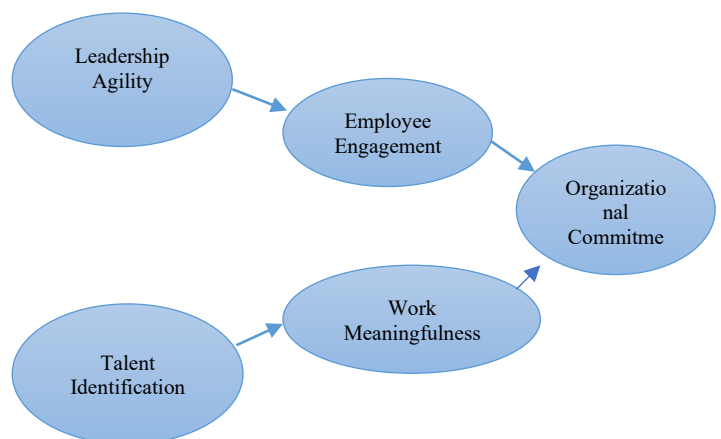 Leadership
Agility
Employee
Engagement
Organizatio
nal
Commitme
Work
Meaningfulness
Talent
Identification